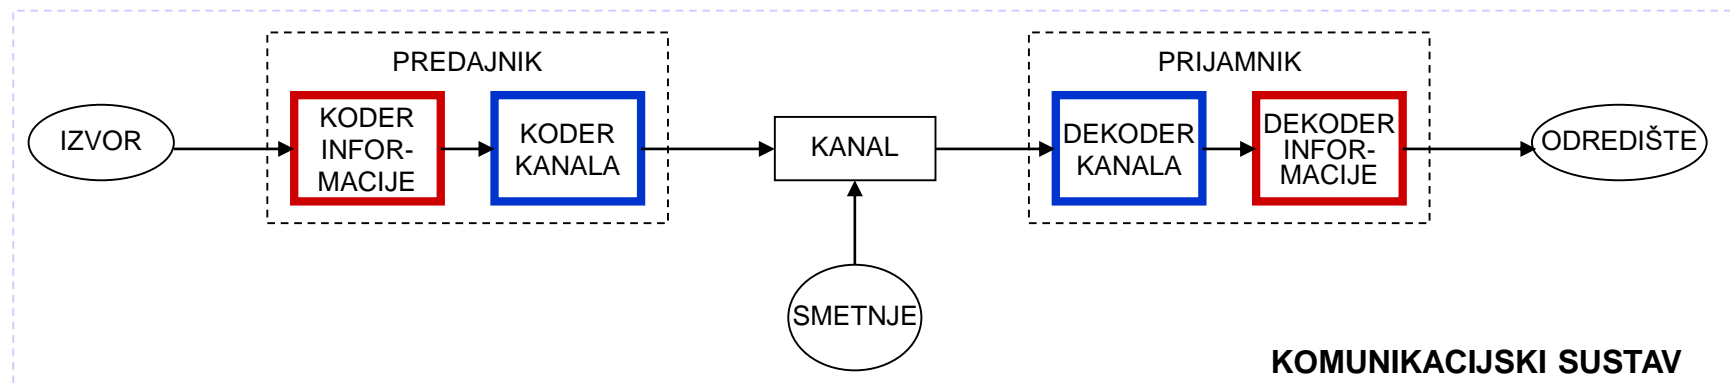 PREDAJNIK
PRIJAMNIK
IZVOR
KODER
INFOR-
MACIJE
KODER
KANALA
KANAL
DEKODER
KANALA
DEKODER
INFOR-
MACIJE
ODREDIŠTE
SMETNJE
KOMUNIKACIJSKI SUSTAV